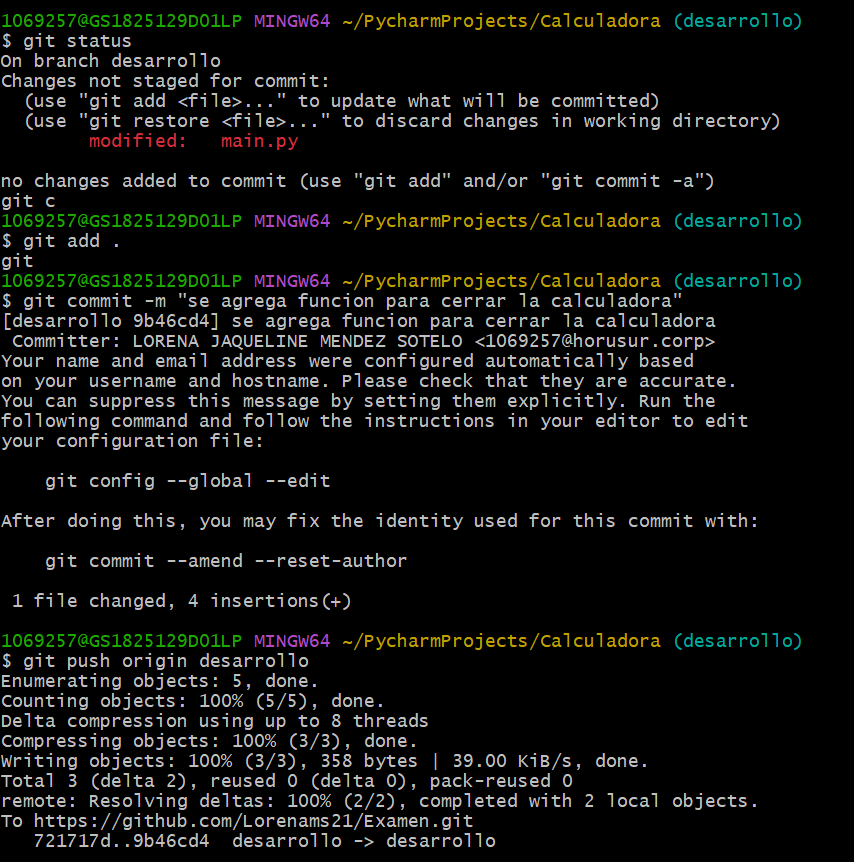 1069257@GS1825129D01LP MINGW64 ~/PycharmProjects/Calculadora (desarrollo)
$ git status
On branch desarrollo
Changes not staged for commit:
  (use "git add <file>..." to update what will be committed)
  (use "git restore <file>..." to discard changes in working directory)
        modified:   main.py

no changes added to commit (use "git add" and/or "git commit -a")
git c
1069257@GS1825129D01LP MINGW64 ~/PycharmProjects/Calculadora (desarrollo)
$ git add .
git
1069257@GS1825129D01LP MINGW64 ~/PycharmProjects/Calculadora (desarrollo)
$ git commit -m "se agrega funcion para cerrar la calculadora"
[desarrollo 9b46cd4] se agrega funcion para cerrar la calculadora
 Committer: LORENA JAQUELINE MENDEZ SOTELO <1069257@horusur.corp>
Your name and email address were configured automatically based
on your username and hostname. Please check that they are accurate.
You can suppress this message by setting them explicitly. Run the
following command and follow the instructions in your editor to edit
your configuration file:

    git config --global --edit

After doing this, you may fix the identity used for this commit with:

    git commit --amend --reset-author

 1 file changed, 4 insertions(+)

1069257@GS1825129D01LP MINGW64 ~/PycharmProjects/Calculadora (desarrollo)
$ git push origin desarrollo
Enumerating objects: 5, done.
Counting objects: 100% (5/5), done.
Delta compression using up to 8 threads
Compressing objects: 100% (3/3), done.
Writing objects: 100% (3/3), 358 bytes | 39.00 KiB/s, done.
Total 3 (delta 2), reused 0 (delta 0), pack-reused 0
remote: Resolving deltas: 100% (2/2), completed with 2 local objects.
To https://github.com/Lorenams21/Examen.git
   721717d..9b46cd4  desarrollo -> desarrollo